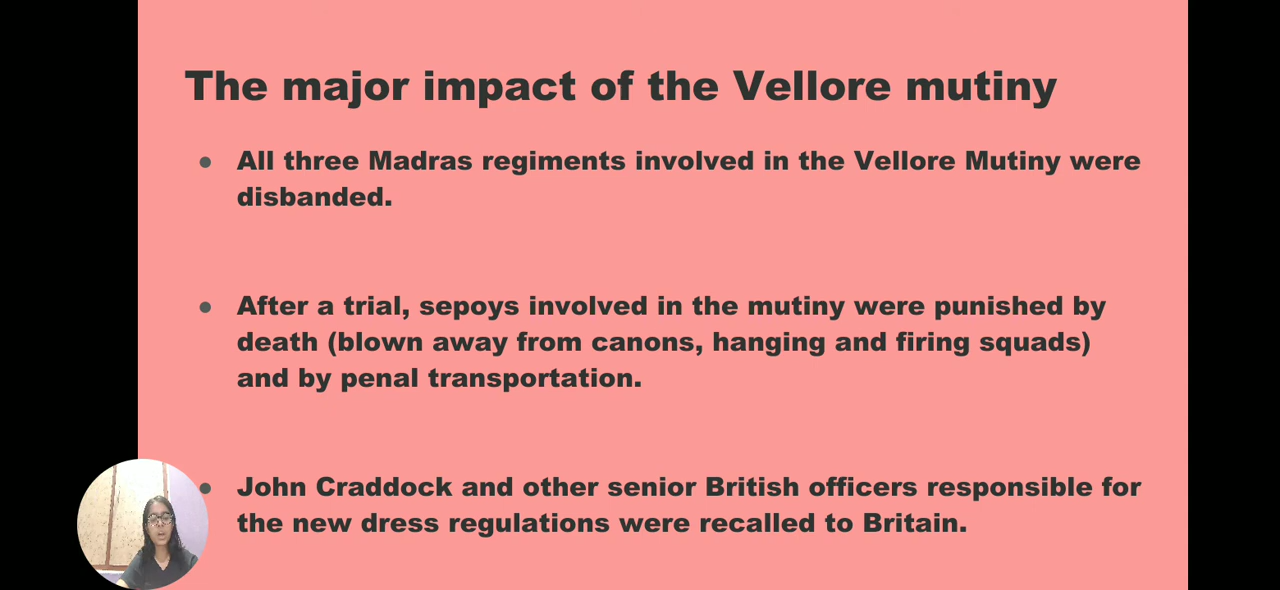 The major impact of the Vellore mutiny
● All three Madras regiments involved in the Vellore Mutiny were
disbanded.
● After a trial, sepoys involved in the mutiny were punished by
death (blown away from canons, hanging and firing squads)
and by penal transportation.
● John Craddock and other senior British officers responsible for
the new dress regulations were recalled to Britain.